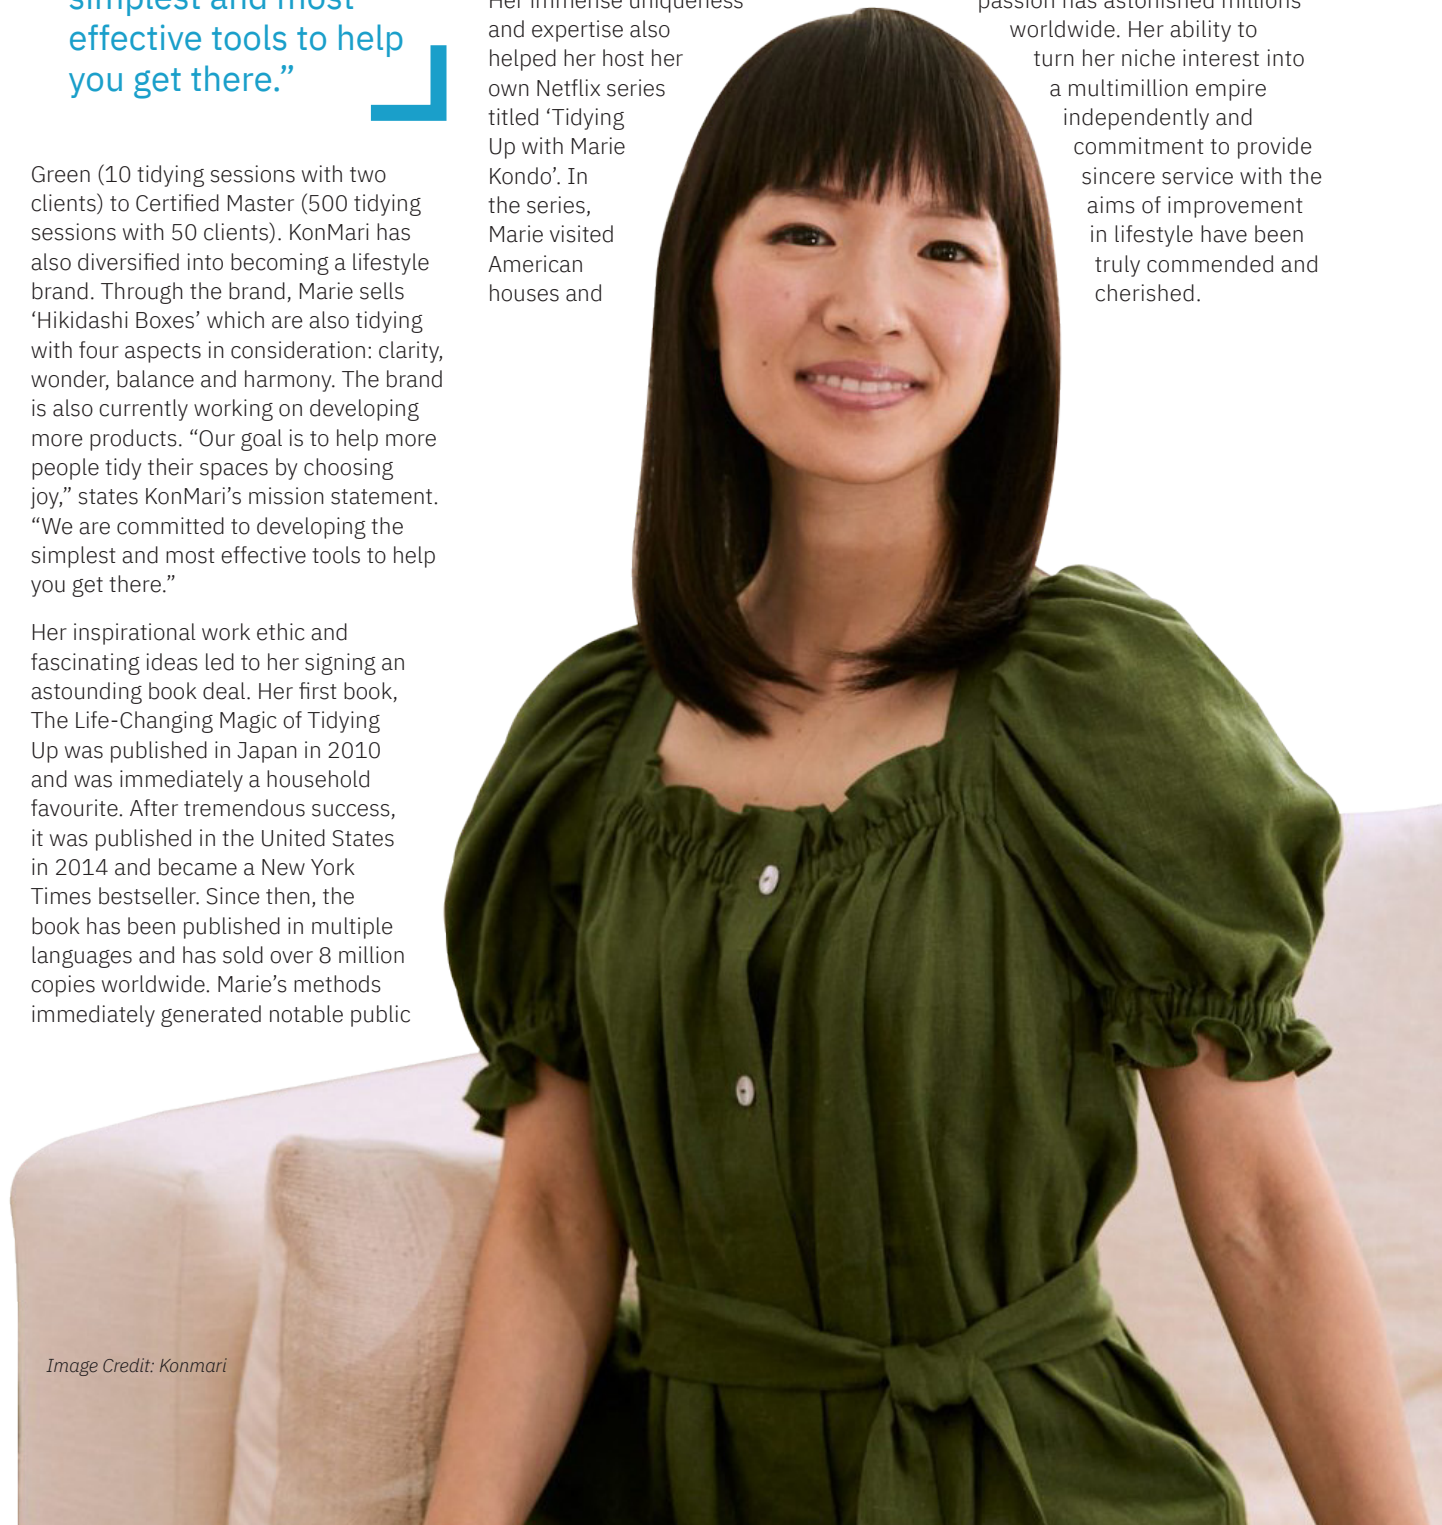 simplest and most
effective tools to help
you get there.”
Green (10 tidying sessions with two
clients) to Certified Master (500 tidying
sessions with 50 clients). KonMari has
also diversified into becoming a lifestyle
brand. Through the brand, Marie sells
‘Hikidashi Boxes’ which are also tidying
with four aspects in consideration: clarity,
wonder, balance and harmony. The brand
is also currently working on developing
more products. “Our goal is to help more
people tidy their spaces by choosing
joy,” states KonMari’s mission statement.
“We are committed to developing the
simplest and most effective tools to help
you get there.”
Her inspirational work ethic and
fascinating ideas led to her signing an
astounding book deal. Her first book,
The Life-Changing Magic of Tidying
Up was published in Japan in 2010
and was immediately a household
favourite. After tremendous success,
it was published in the United States
in 2014 and became a New York
Times bestseller. Since then, the
book has been published in multiple
languages and has sold over 8 million
copies worldwide. Marie’s methods
immediately generated notable public
Her immense uniqueness
and expertise also
helped her host her
own Netflix series
titled ‘Tidying
Up with Marie
Kondo’. In
the series,
Marie visited
American
houses and
passion has astonished millions
worldwide. Her ability to
turn her niche interest into
a multimillion empire
independently and
commitment to provide
sincere service with the
aims of improvement
in lifestyle have been
truly commended and
cherished.
Image Credit: Konmari